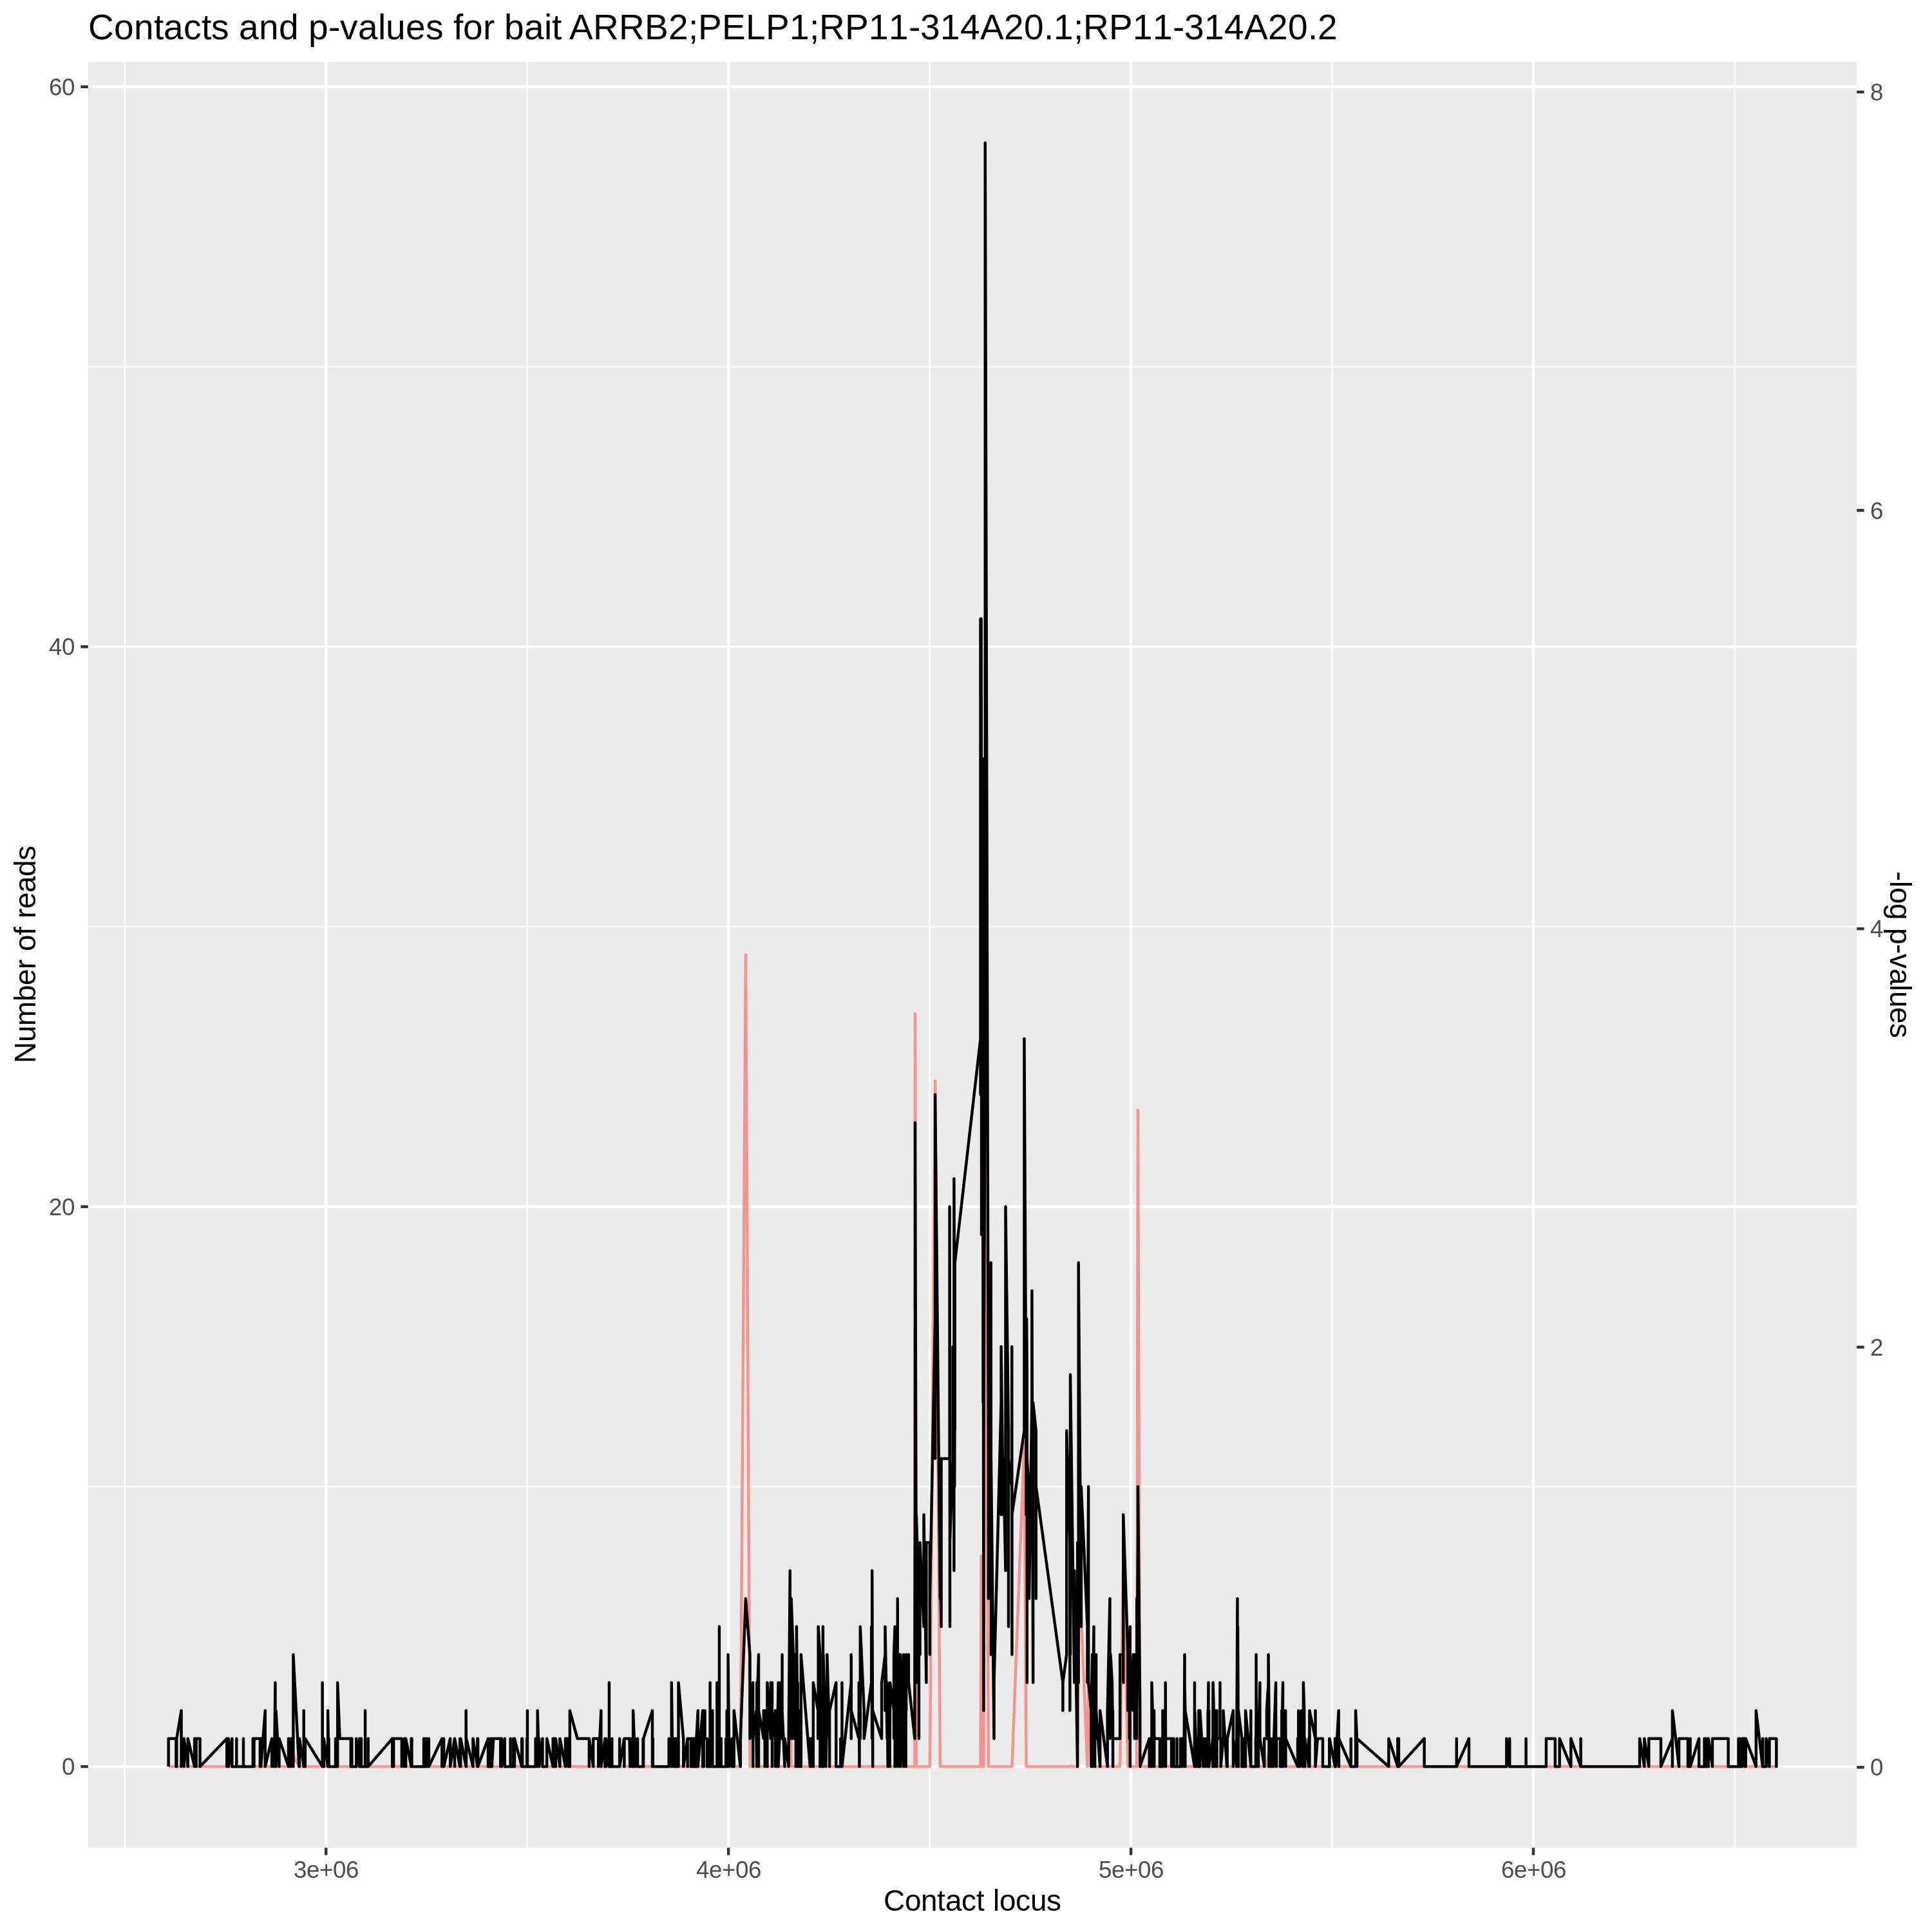 Contacts and p-values for bait ARRB2;PELP1;RP11-314A20.1;RP11-314A20.2
60
40
20
0
Number of reads
8
6
4
2
0
-log p-values
3e+06
4e+06
5e+06
6e+06
Contact locus